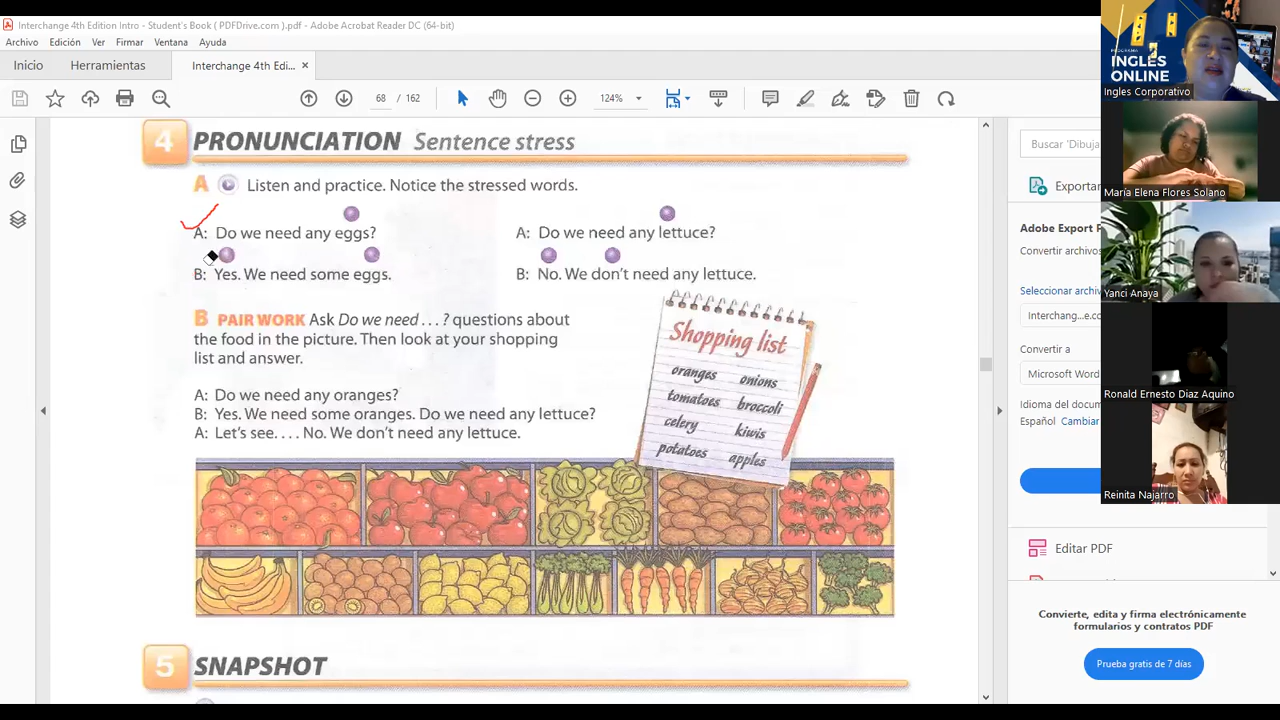 Interchange 4th Edition Intro - Student's Book ( PDFDrive.com ).pdf - Adobe Acrobat Reader DC (64-bit)
Archivo Edición Ver Firmar Ventana Ayuda
Inicio Herramientas Interchange 4th Edi... ×
68 / 162 124%
4 PRONUNCIATION Sentence stress
A Listen and practice. Notice the stressed words.
A: Do we need any eggs?
B: Yes. We need some eggs.
A: Do we need any lettuce?
B: No. We don't need any lettuce.
B PAIR WORK Ask Do we need . . . ? questions about
the food in the picture. Then look at your shopping
list and answer.
A: Do we need any oranges?
B: Yes. We need some oranges. Do we need any lettuce?
A: Let's see. . . . No. We don't need any lettuce.
Shopping list
oranges onions
tomatoes broccoli
celery kiwis
potatoes apples
5 SNAPSHOT
Buscar 'Dibuja
Exportar
Adobe Export P
Convertir archivos
Seleccionar archiv
Interchang...e.co
Convertir a
Microsoft Word
Idioma del docum
Español Cambiar
Editar PDF
Convierte, edita y firma electrónicamente
formularios y contratos PDF
Prueba gratis de 7 días
PROGRAMA
INGLÉS
ONLINE
Ingles Corporativo
María Elena Flores Solano
Yanci Anaya
Ronald Ernesto Diaz Aquino
Reinita Najarro